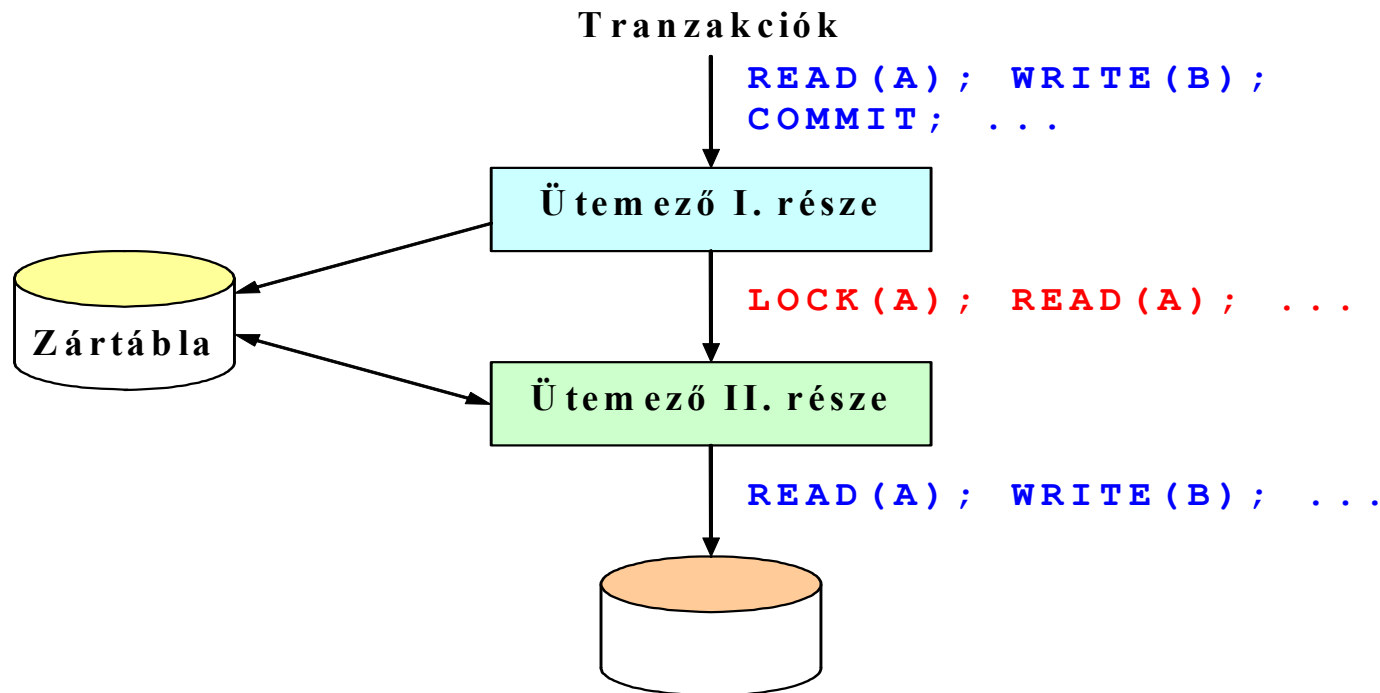 Tranzakciók
READ(A); WRITE(B);
COMMIT; ...
Ütemező I. része
LOCK(A); READ(A); ...
Zártábla
Ütemező II. része
READ(A); WRITE(B); ...